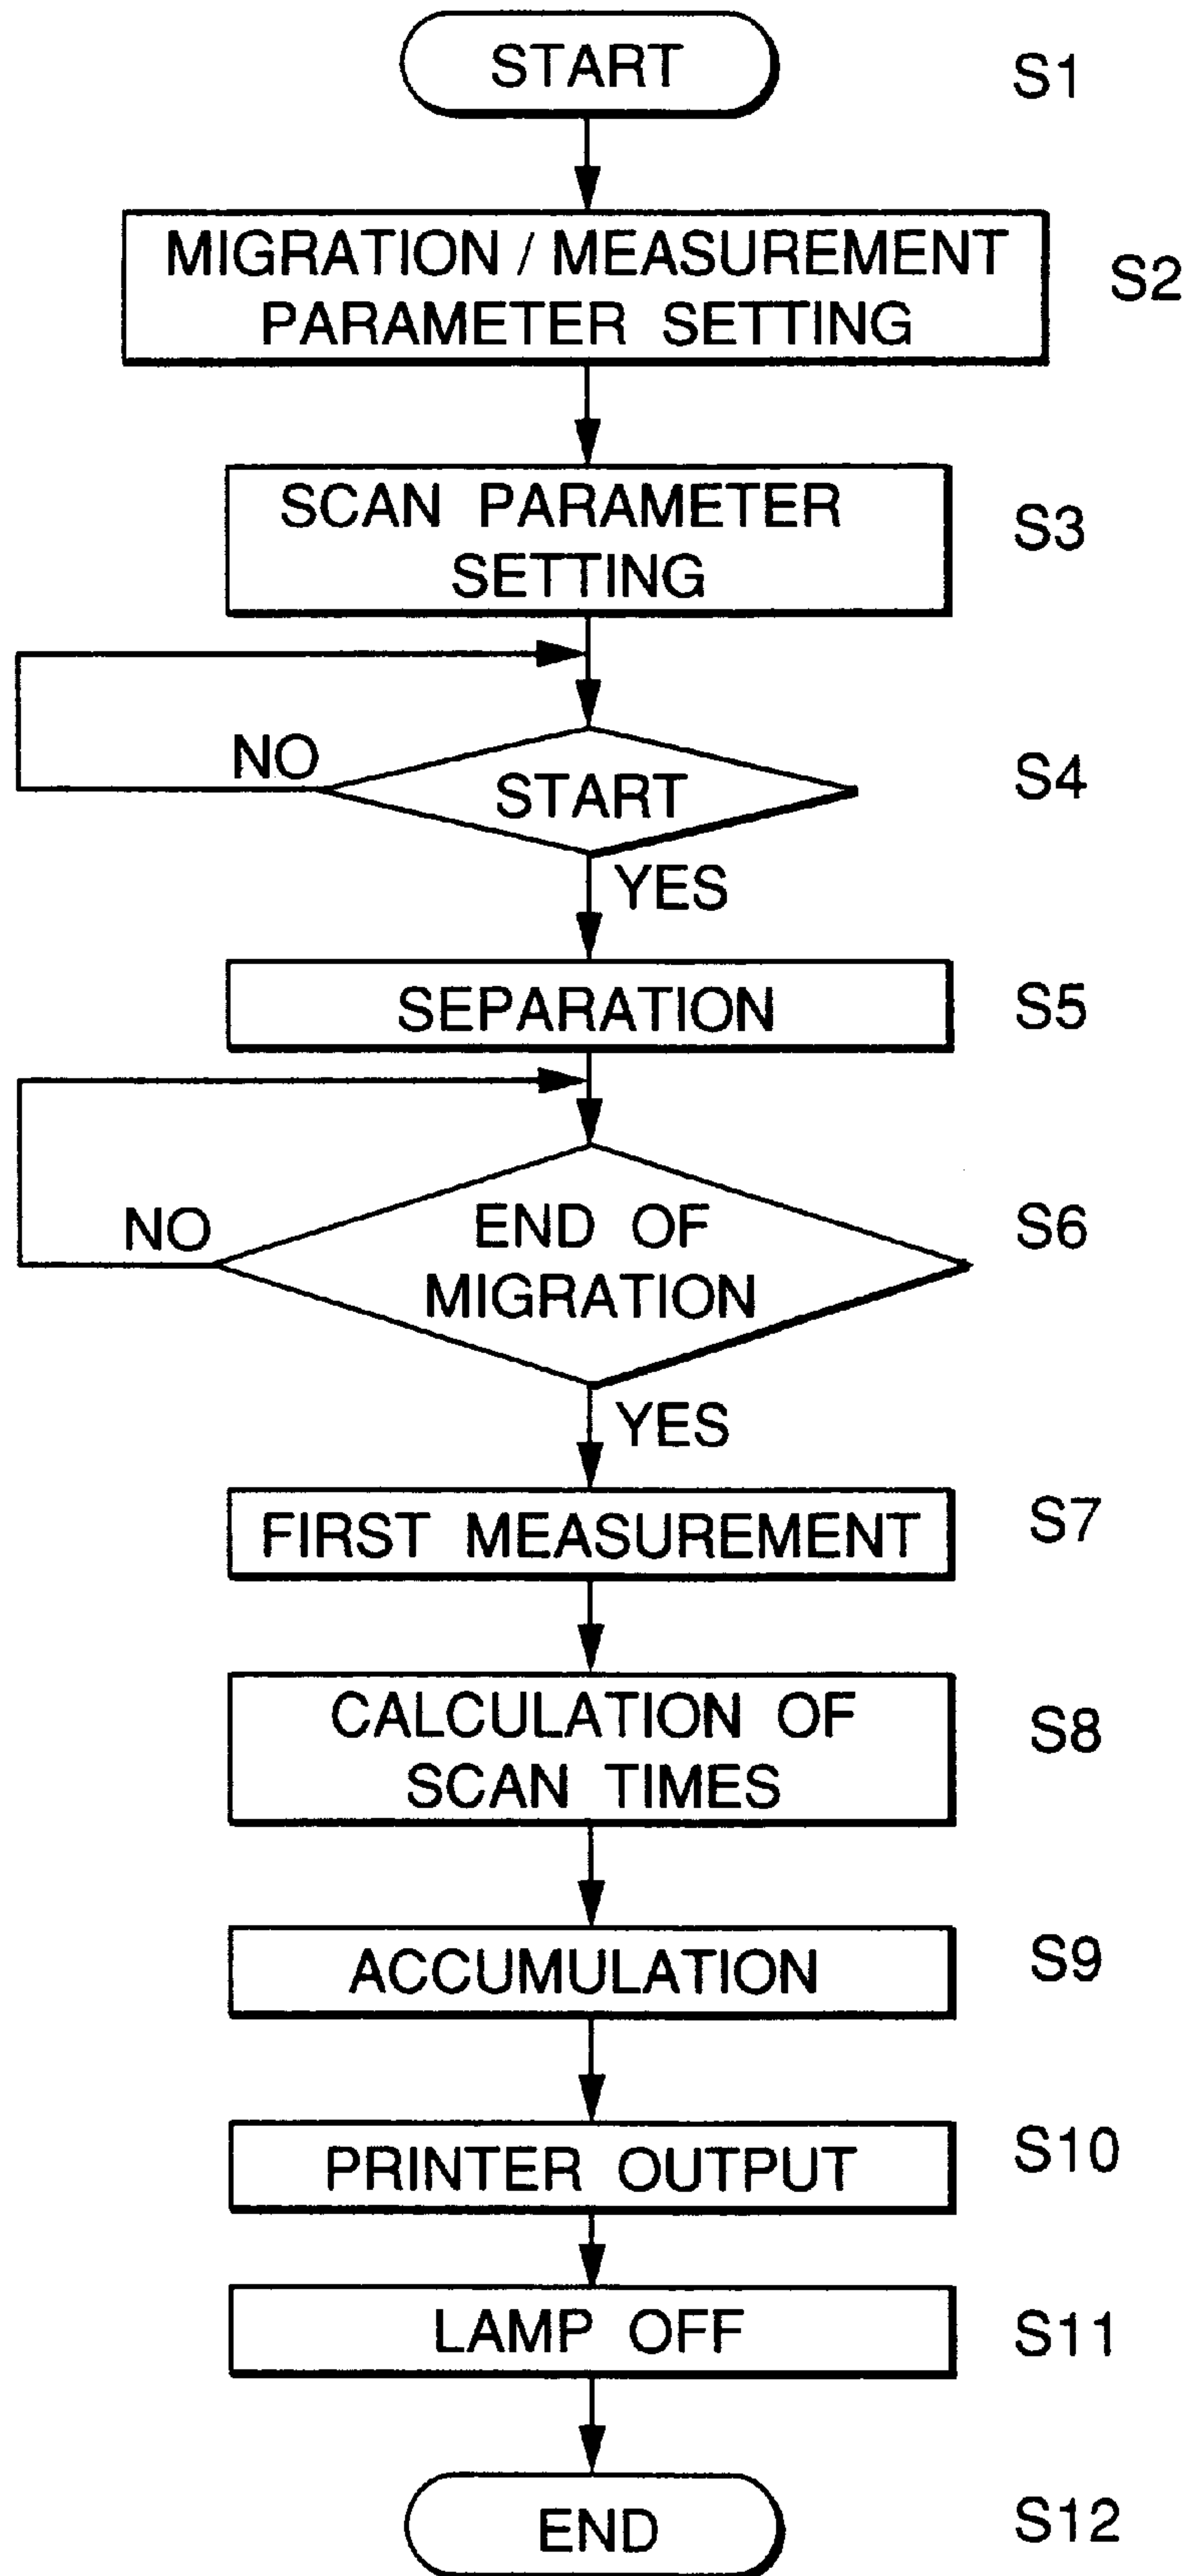 START
S1
MIGRATION / MEASUREMENT
PARAMETER SETTING
S2
SCAN PARAMETER
SETTING
S3
NO
START
S4
YES
SEPARATION
S5
NO
END OF
MIGRATION
S6
YES
FIRST MEASUREMENT
S7
CALCULATION OF
SCAN TIMES
S8
ACCUMULATION
S9
PRINTER OUTPUT
S10
LAMP OFF
S11
END
S12